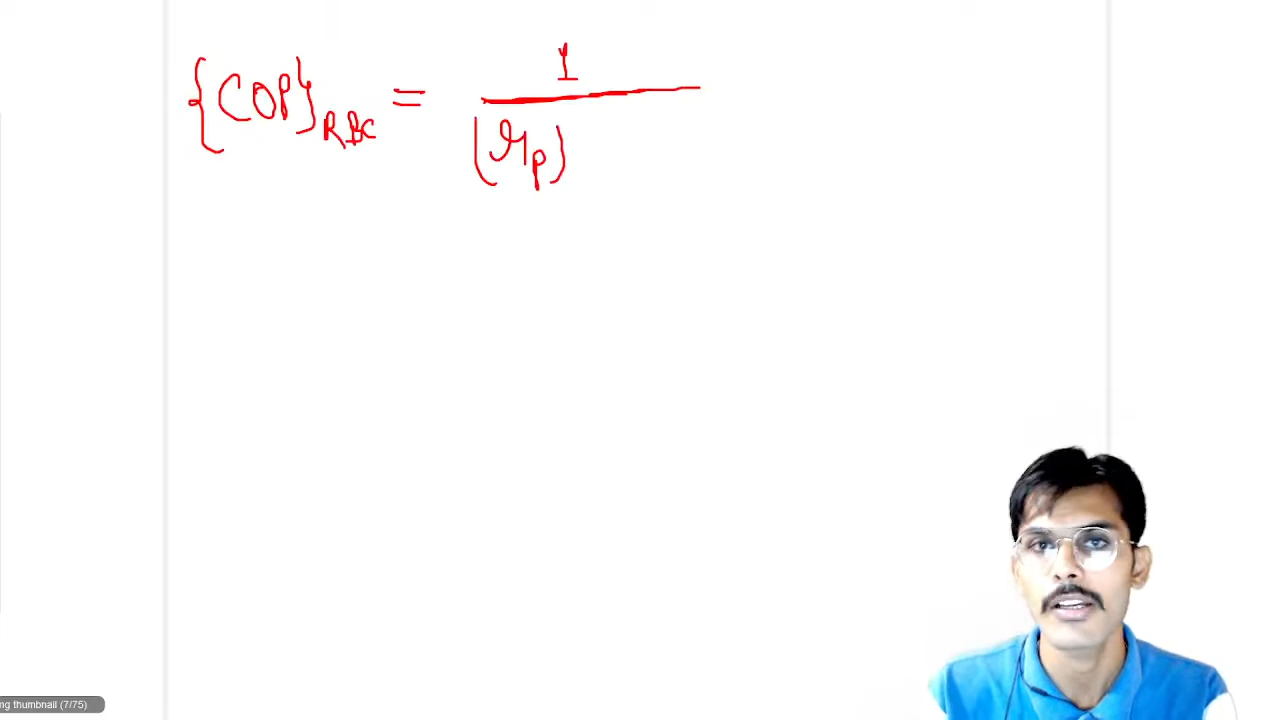 {COP}RBC = 1
(rp)
ng thumbnail (7/75)